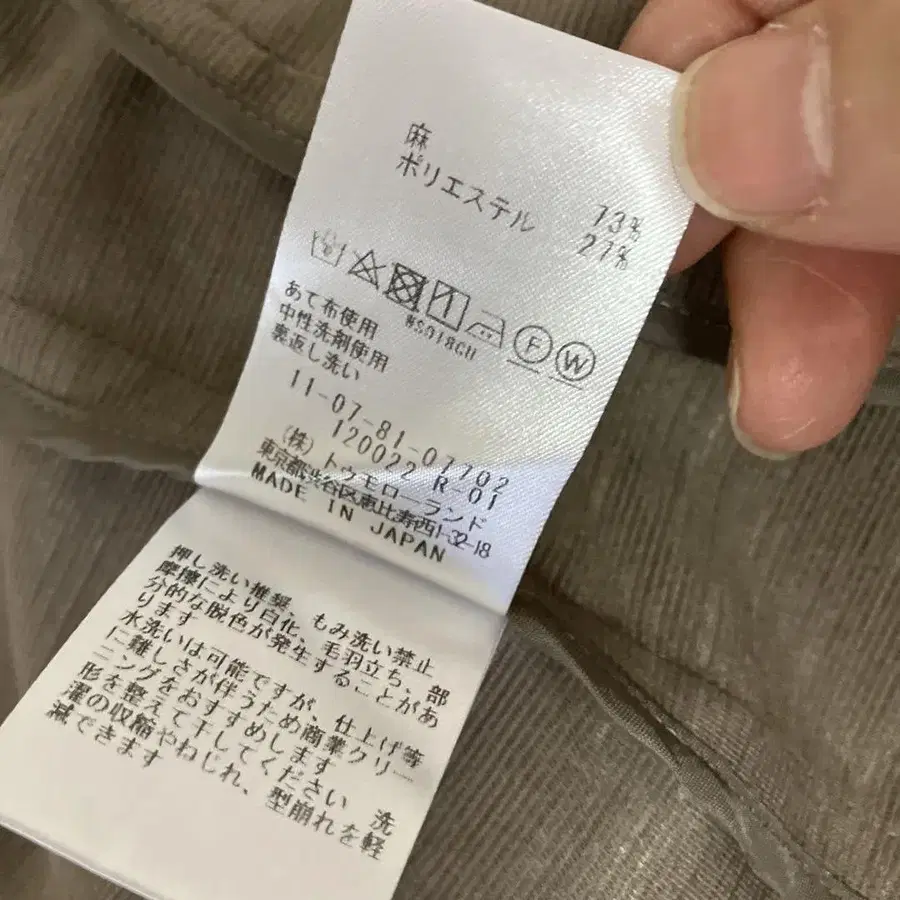 麻 73%
ポリエステル 27%
WS018CH
F W
あて布使用
中性洗剤使用
裏返し洗い
11-07-81-07702
120022 R-01
(株)トゥモローランド
東京都渋谷区恵比寿西1-32-18
MADE IN JAPAN
押し洗い推奨、もみ洗い禁止
摩擦により白化、毛羽立ち、部
分的な脱色が発生することがあ
ります
水洗いは可能ですが、仕上げ等
に難しさが伴うため商業クリー
ニングをおすすめします
形を整えて干してください 洗
濯の収縮やねじれ、型崩れを軽
減できます